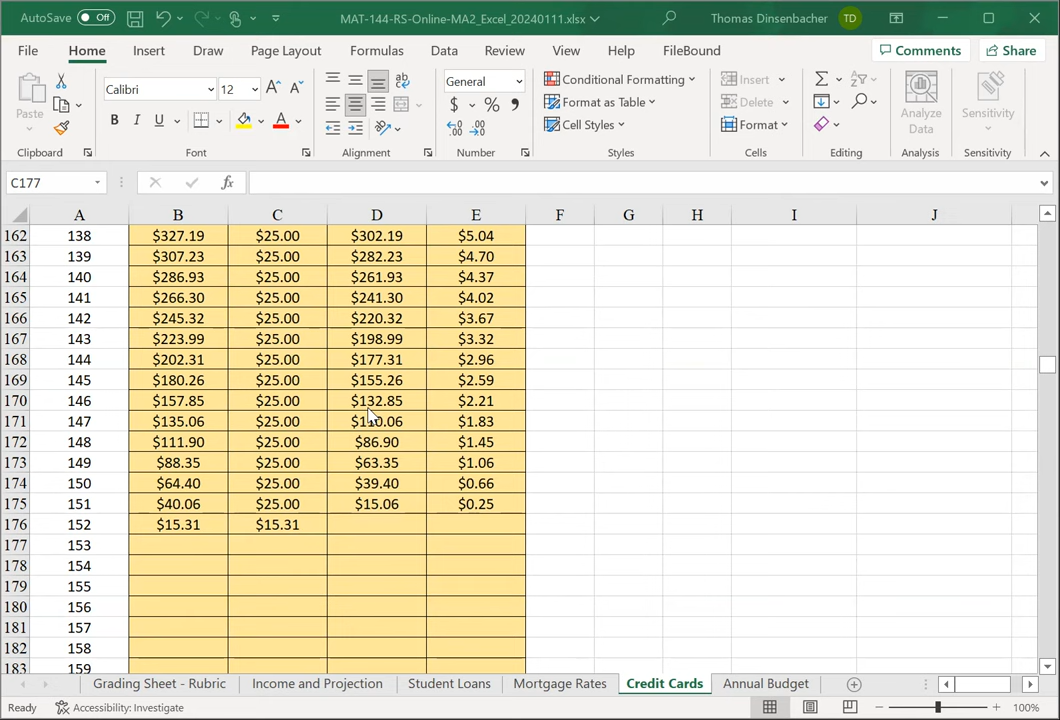 AutoSave Off MAT-144-RS-Online-MA2_Excel_20240111.xlsx Thomas Dinsenbacher TD
File Home Insert Draw Page Layout Formulas Data Review View Help FileBound Comments Share
Paste Calibri 12 A A ab General Conditional Formatting Insert Σ Analyze Data Sensitivity
B I U A $ % , Format as Table Delete
Cell Styles Format
Clipboard Font Alignment Number Styles Cells Editing Analysis Sensitivity
C177 fx
A B C D E F G H I J
162 138 $327.19 $25.00 $302.19 $5.04
163 139 $307.23 $25.00 $282.23 $4.70
164 140 $286.93 $25.00 $261.93 $4.37
165 141 $266.30 $25.00 $241.30 $4.02
166 142 $245.32 $25.00 $220.32 $3.67
167 143 $223.99 $25.00 $198.99 $3.32
168 144 $202.31 $25.00 $177.31 $2.96
169 145 $180.26 $25.00 $155.26 $2.59
170 146 $157.85 $25.00 $132.85 $2.21
171 147 $135.06 $25.00 $110.06 $1.83
172 148 $111.90 $25.00 $86.90 $1.45
173 149 $88.35 $25.00 $63.35 $1.06
174 150 $64.40 $25.00 $39.40 $0.66
175 151 $40.06 $25.00 $15.06 $0.25
176 152 $15.31 $15.31
177 153
178 154
179 155
180 156
181 157
182 158
183 159
Grading Sheet - Rubric Income and Projection Student Loans Mortgage Rates Credit Cards Annual Budget
Ready Accessibility: Investigate 100%